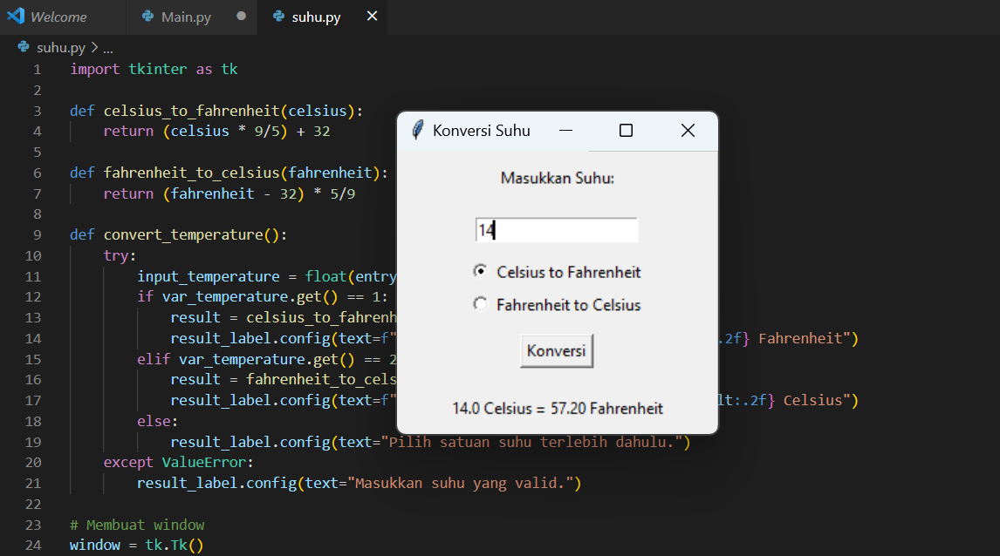 Welcome
Main.py
suhu.py
suhu.py > ...
1 import tkinter as tk
2
3 def celsius_to_fahrenheit(celsius):
4 return (celsius * 9/5) + 32
5
6 def fahrenheit_to_celsius(fahrenheit):
7 return (fahrenheit - 32) * 5/9
8
9 def convert_temperature():
10 try:
11 input_temperature = float(entry
12 if var_temperature.get() == 1:
13 result = celsius_to_fahrenh
14 result_label.config(text=f" .2f} Fahrenheit")
15 elif var_temperature.get() == 2
16 result = fahrenheit_to_cels
17 result_label.config(text=f" lt:.2f} Celsius")
18 else:
19 result_label.config(text="Pilih satuan suhu terlebih dahulu.")
20 except ValueError:
21 result_label.config(text="Masukkan suhu yang valid.")
22
23 # Membuat window
24 window = tk.Tk()
Konversi Suhu
Masukkan Suhu:
14
Celsius to Fahrenheit
Fahrenheit to Celsius
Konversi
14.0 Celsius = 57.20 Fahrenheit